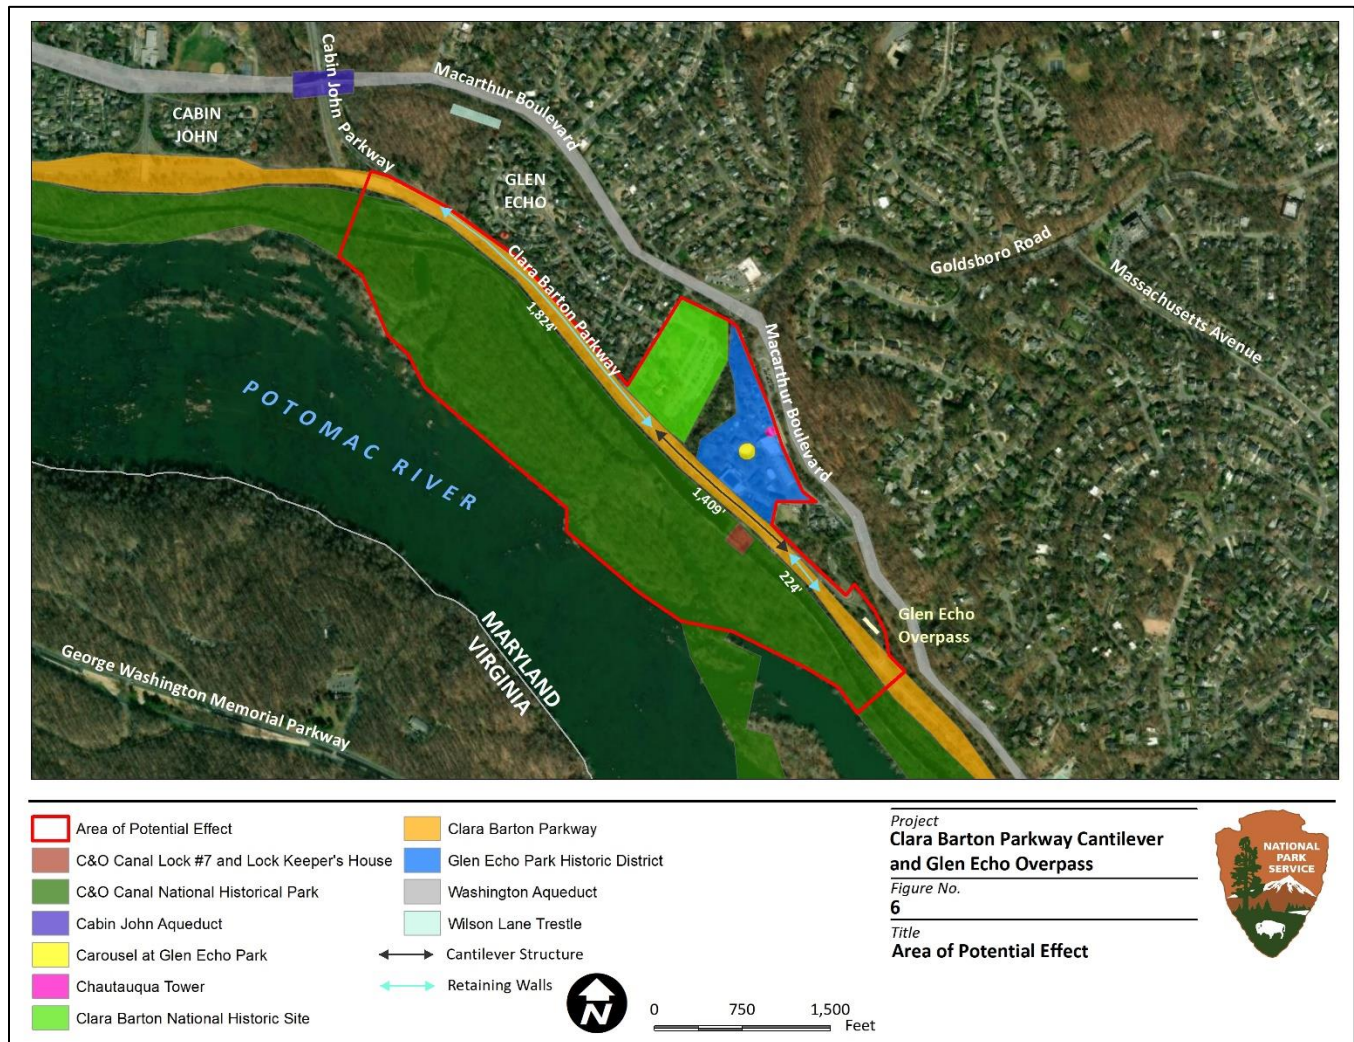 Cabin John Parkway
Macarthur Boulevard
CABIN
JOHN
GLEN
ECHO
Clara Barton Parkway
1,824'
Goldsboro Road
Massachusetts Avenue
Macarthur Boulevard
POTOMAC RIVER
1,409'
224'
Glen Echo
Overpass
MARYLAND
VIRGINIA
George Washington Memorial Parkway
Area of Potential Effect
C&O Canal Lock #7 and Lock Keeper's House
C&O Canal National Historical Park
Cabin John Aqueduct
Carousel at Glen Echo Park
Chautauqua Tower
Clara Barton National Historic Site
Clara Barton Parkway
Glen Echo Park Historic District
Washington Aqueduct
Wilson Lane Trestle
Cantilever Structure
Retaining Walls
N
0 750 1,500
Feet
Project
Clara Barton Parkway Cantilever
and Glen Echo Overpass
Figure No.
6
Title
Area of Potential Effect
NATIONAL
PARK
SERVICE